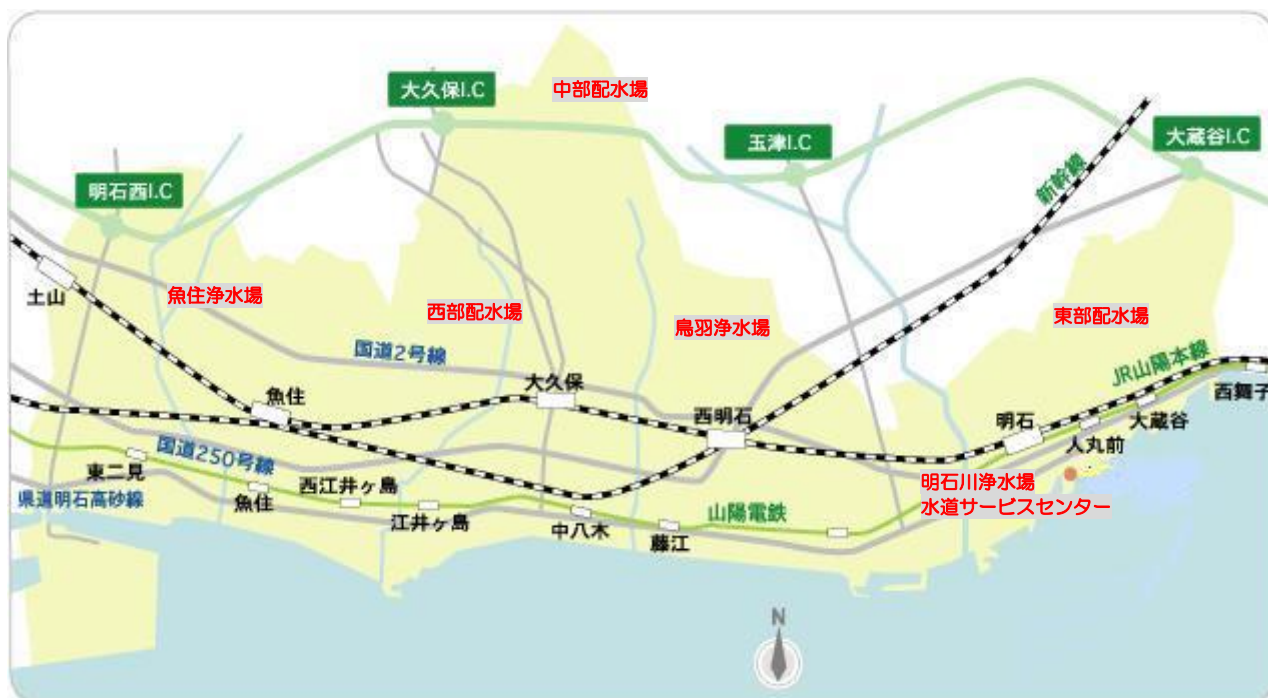 中部配水場
大久保I.C
玉津I.C
大蔵谷I.C
明石西I.C
新幹線
魚住浄水場
西部配水場
鳥羽浄水場
東部配水場
土山
国道2号線
大久保
魚住
西明石
JR山陽本線
西舞子
明石
大蔵谷
人丸前
国道250号線
東二見
魚住
西江井ヶ島
県道明石高砂線
江井ヶ島
中八木
藤江
山陽電鉄
明石川浄水場
水道サービスセンター
N